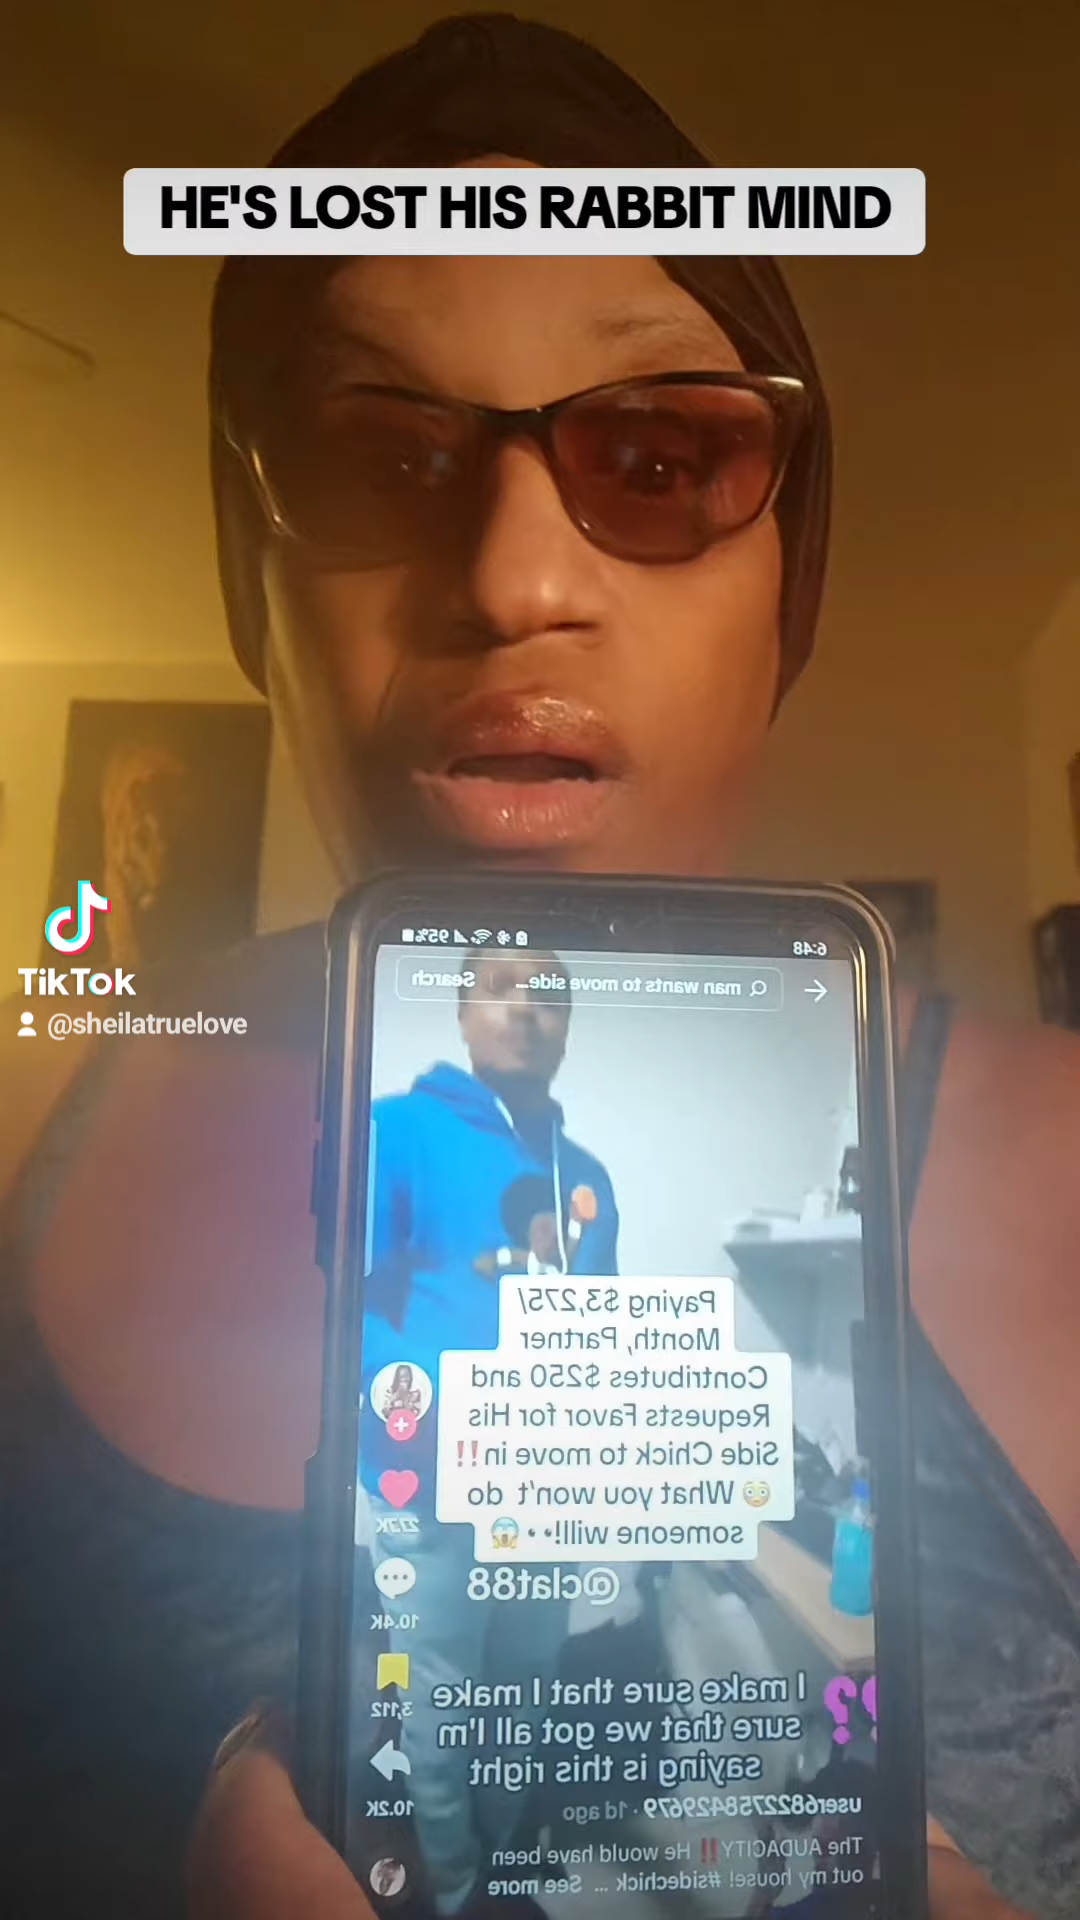 HE'S LOST HIS RABBIT MIND
TikTok
@sheilatruelove
6:48
95%
man wants to move side...
Search
Paying $3,275/
Month, Partner
Contributes $250 and
Requests Favor for His
Side Chick to move in‼️
😳 What you won't do
someone will!•• 😱
@clat88
10.4K
3,112
10.2K
I make sure that I make
sure that we got all I'm
saying is this right
??
user6822758429679 · 1d ago
The AUDACITY‼️ He would have been
out my house! #sidechick ... See more